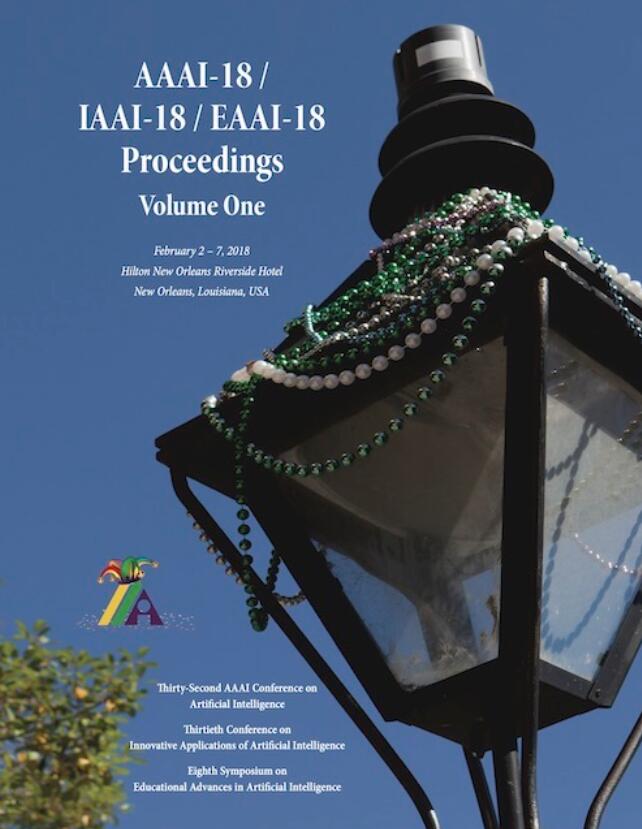 AAAI-18 /
IAAI-18 / EAAI-18
Proceedings
Volume One
February 2 – 7, 2018
Hilton New Orleans Riverside Hotel
New Orleans, Louisiana, USA
Thirty-Second AAAI Conference on
Artificial Intelligence
Thirtieth Conference on
Innovative Applications of Artificial Intelligence
Eighth Symposium on
Educational Advances in Artificial Intelligence